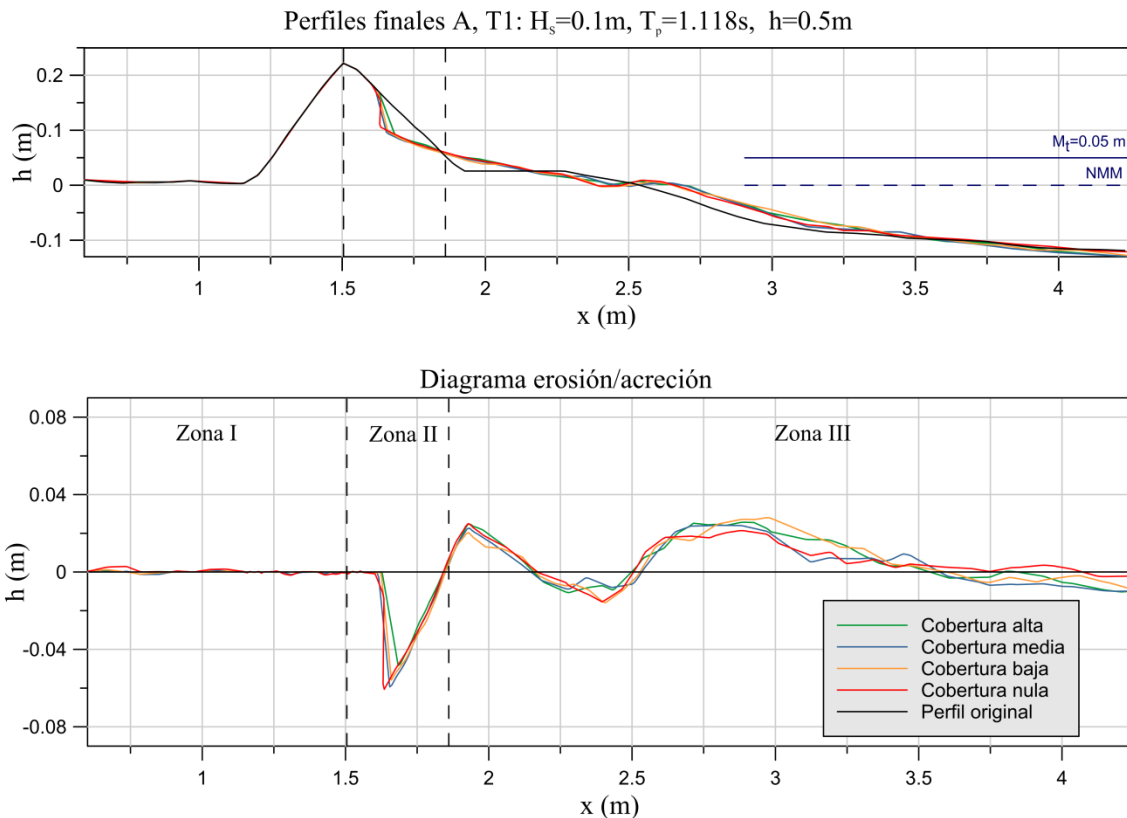 Perfiles finales A, T1: Hs=0.1m, Tp=1.118s, h=0.5m
0.2
0.1
0
-0.1
h (m)
Mt=0.05 m
NMM
1
1.5
2
2.5
3
3.5
4
x (m)
Diagrama erosión/acreción
0.08
0.04
0
-0.04
-0.08
h (m)
Zona I
Zona II
Zona III
Cobertura alta
Cobertura media
Cobertura baja
Cobertura nula
Perfil original
1
1.5
2
2.5
3
3.5
4
x (m)